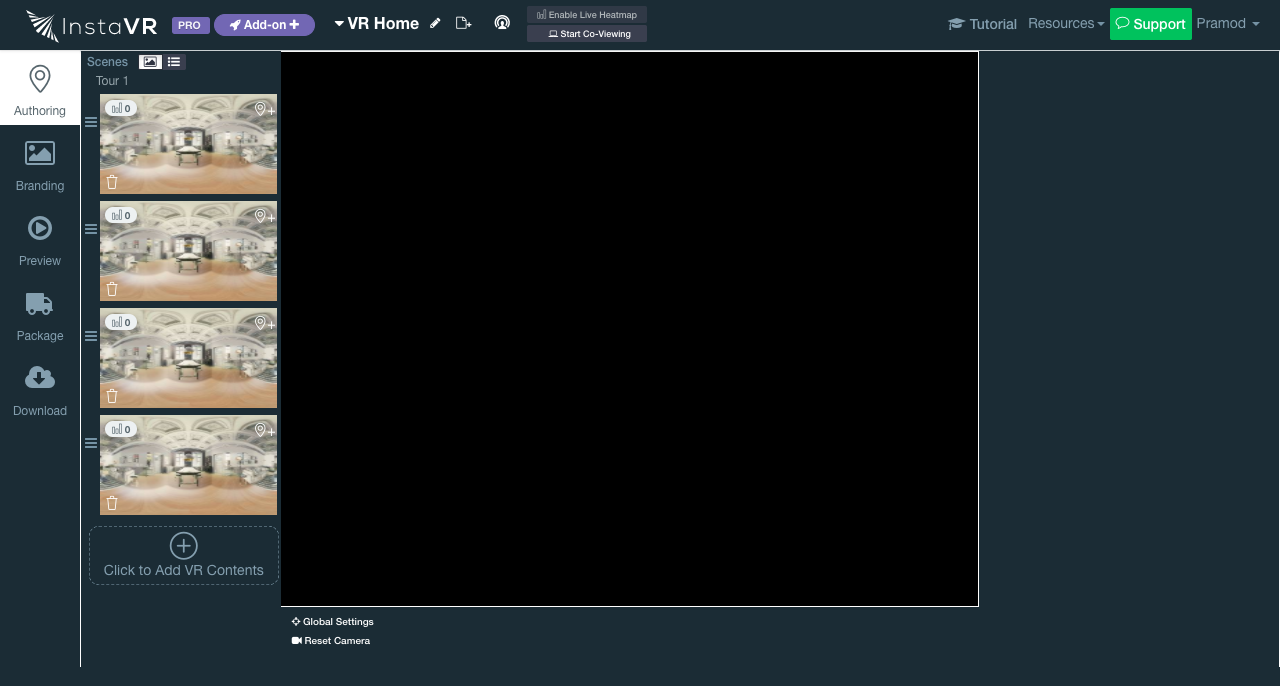 InstaVR PRO Add-on VR Home
Enable Live Heatmap
Start Co-Viewing
Tutorial Resources Support Pramod
Authoring
Branding
Preview
Package
Download
Scenes
Tour 1
0
0
0
0
Click to Add VR Contents
Global Settings
Reset Camera